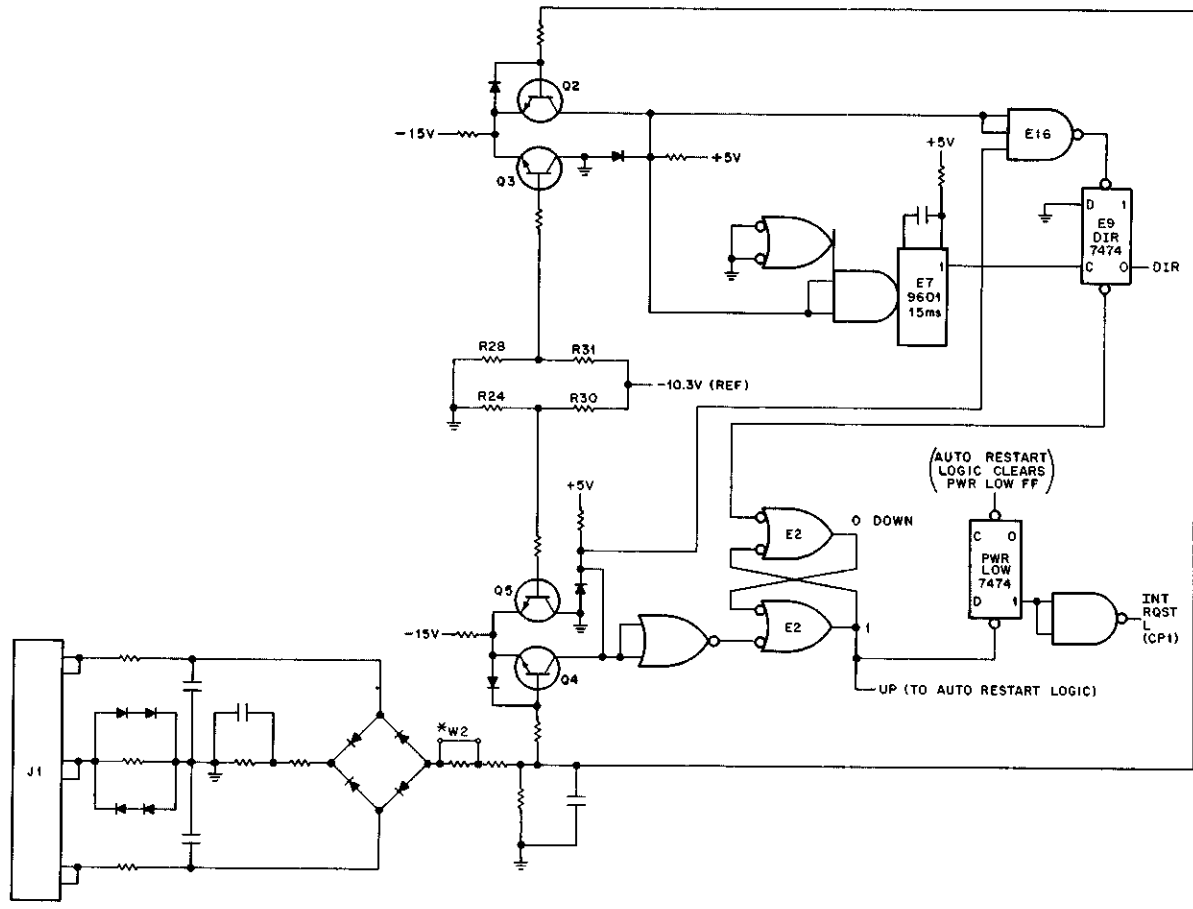 Q2
-15V
Q3
+5V
+5V
E16
D 1
E9
DIR
7474
C 0
DIR
E7
9601
15ms
1
R28
R31
-10.3V (REF)
R24
R30
+5V
(AUTO RESTART
LOGIC CLEARS
PWR LOW FF)
E2
0 DOWN
C 0
PWR
LOW
7474
D 1
INT
RQST
L
(CP1)
Q5
-15V
Q4
E2
1
UP (TO AUTO RESTART LOGIC)
*W2
J1